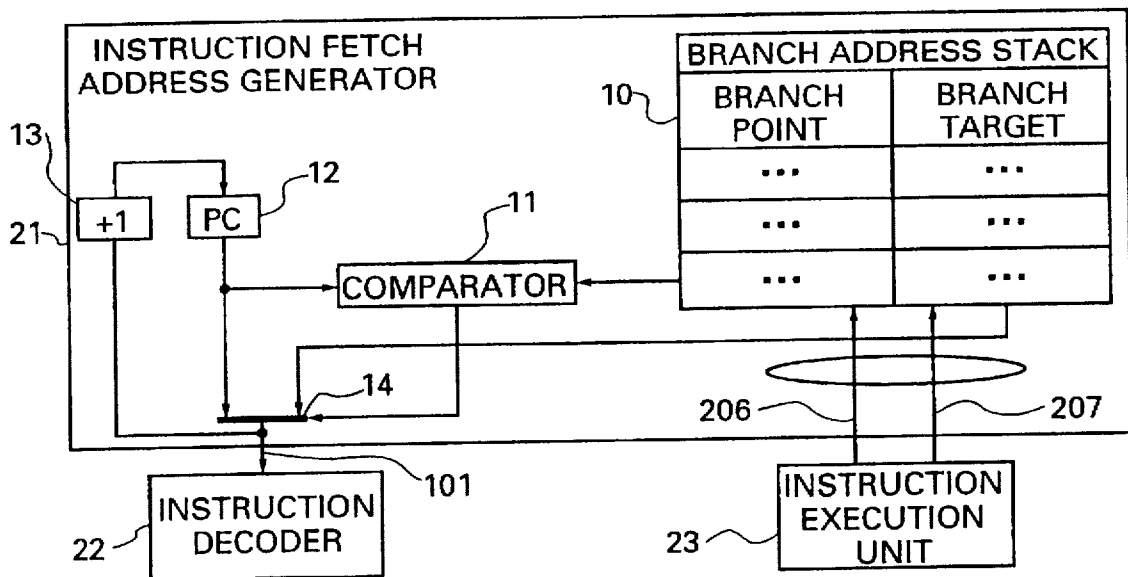 INSTRUCTION FETCH
ADDRESS GENERATOR
BRANCH ADDRESS STACK
10
BRANCH
POINT
BRANCH
TARGET
13
12
...
...
21
+1
PC
11
...
...
COMPARATOR
...
...
14
206
207
101
INSTRUCTION
DECODER
22
INSTRUCTION
EXECUTION
UNIT
23